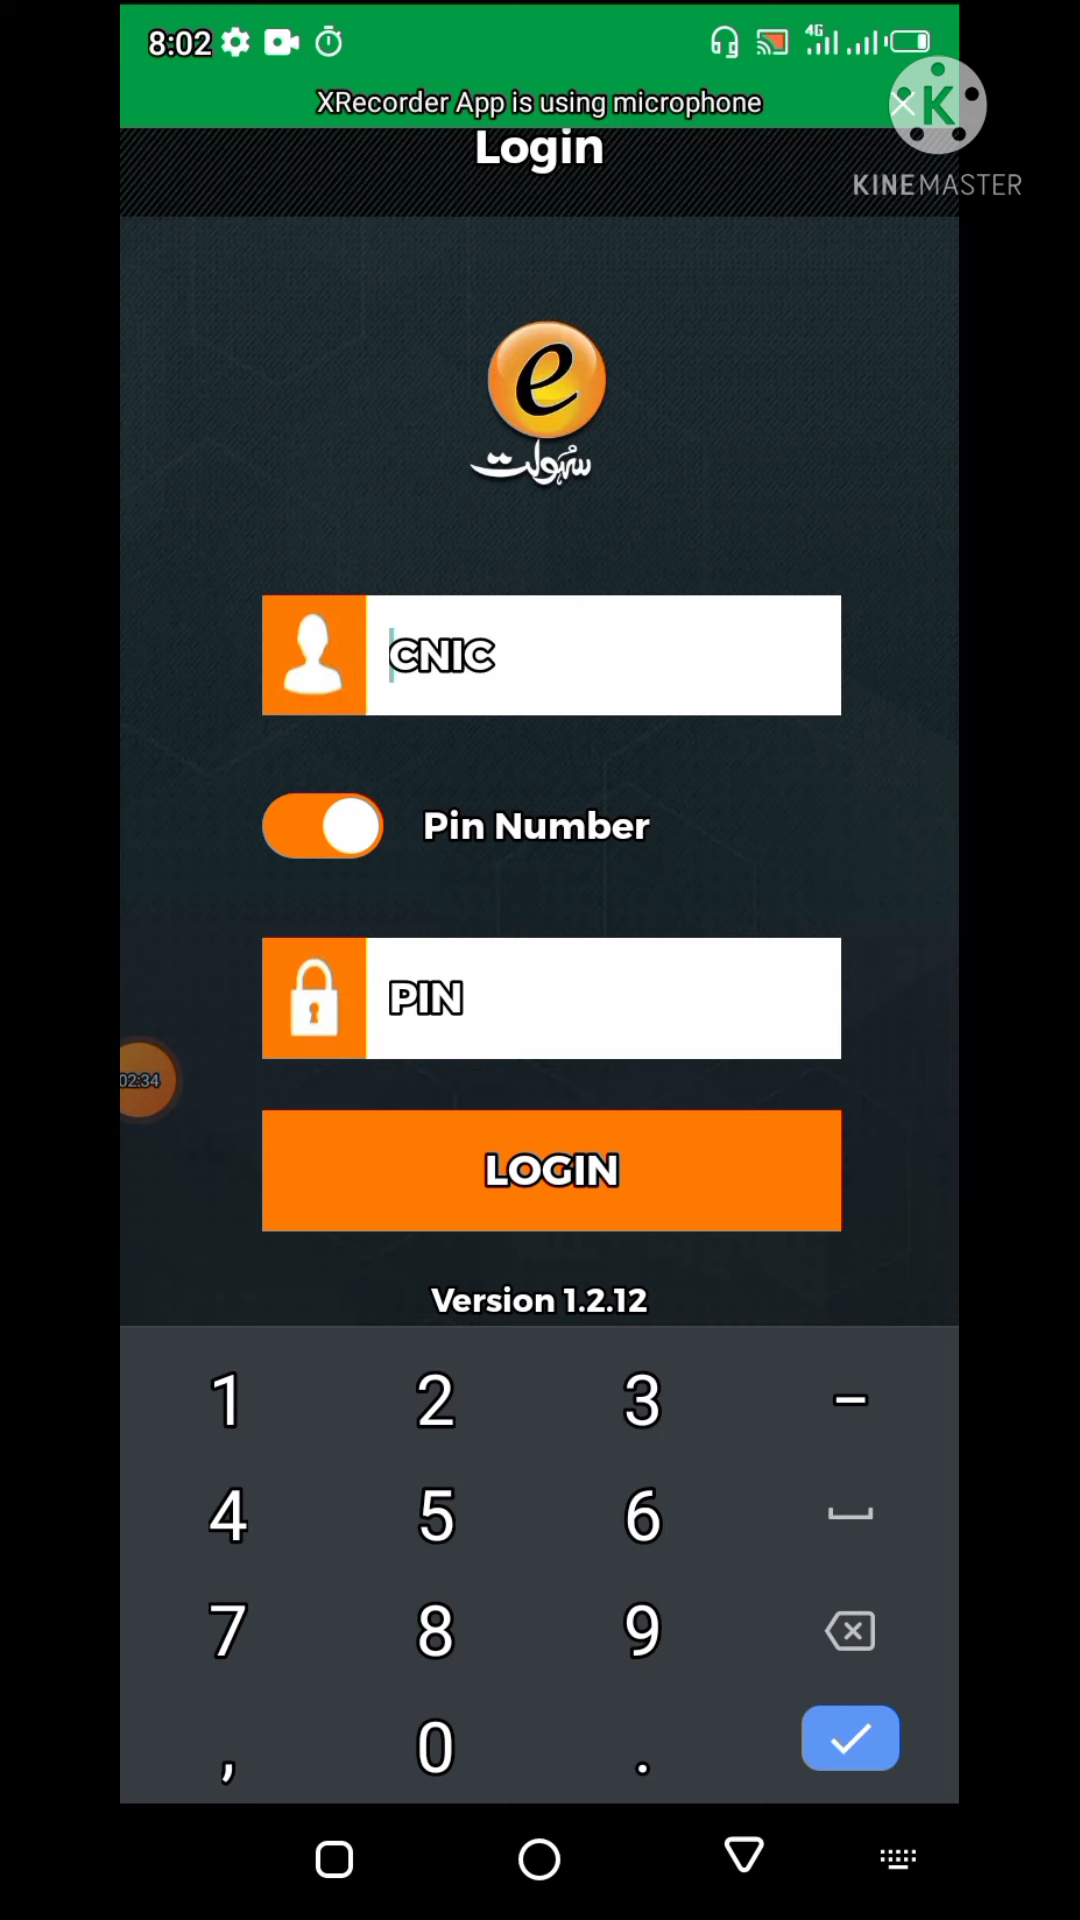 8:02
4G
XRecorder App is using microphone
K
KINEMASTER
Login
e
سہولت
CNIC
Pin Number
PIN
02:34
LOGIN
Version 1.2.12
1 2 3 –
4 5 6
7 8 9
, 0 .